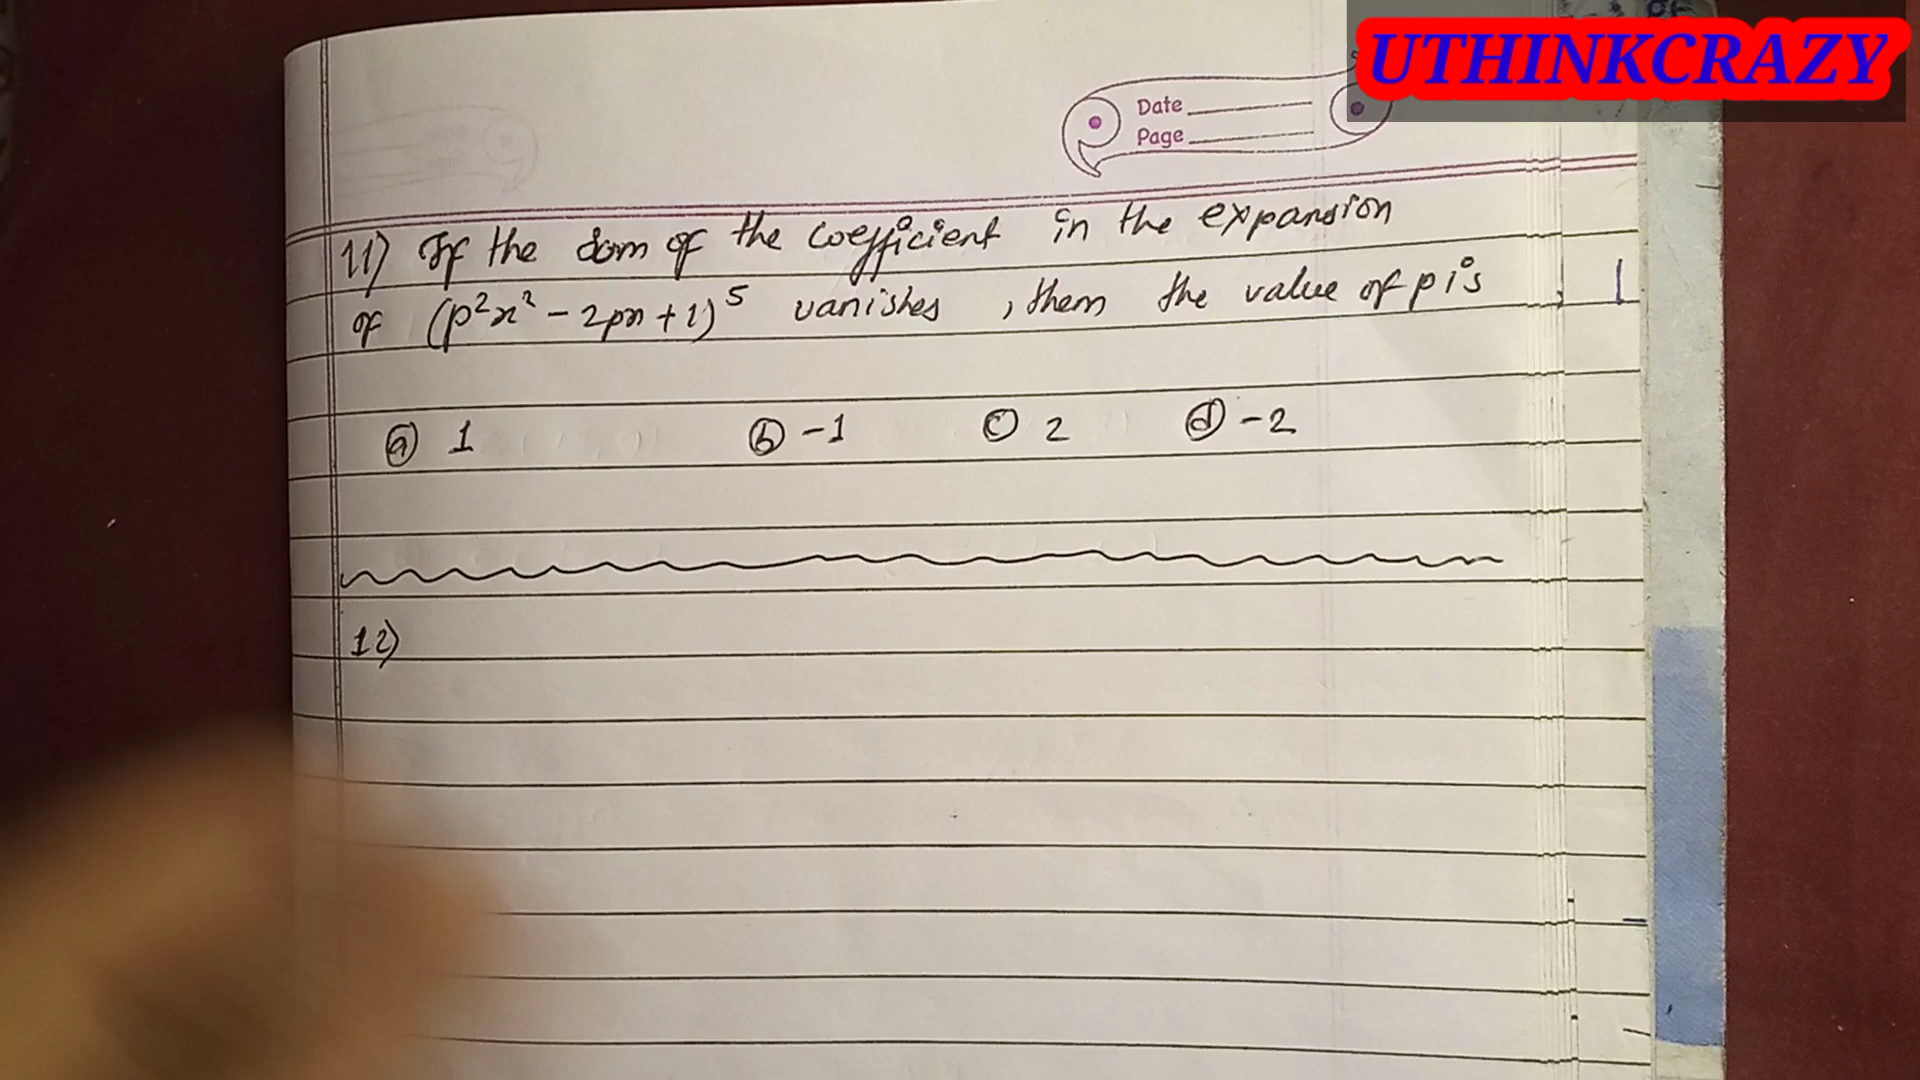 UTHINKCRAZY
Date
Page
11) If the sum of the coefficient in the expansion
of (p²x² - 2px + 1)⁵ vanishes , then the value of p is
ⓐ 1 ⓑ -1 ⓒ 2 ⓓ -2
12)